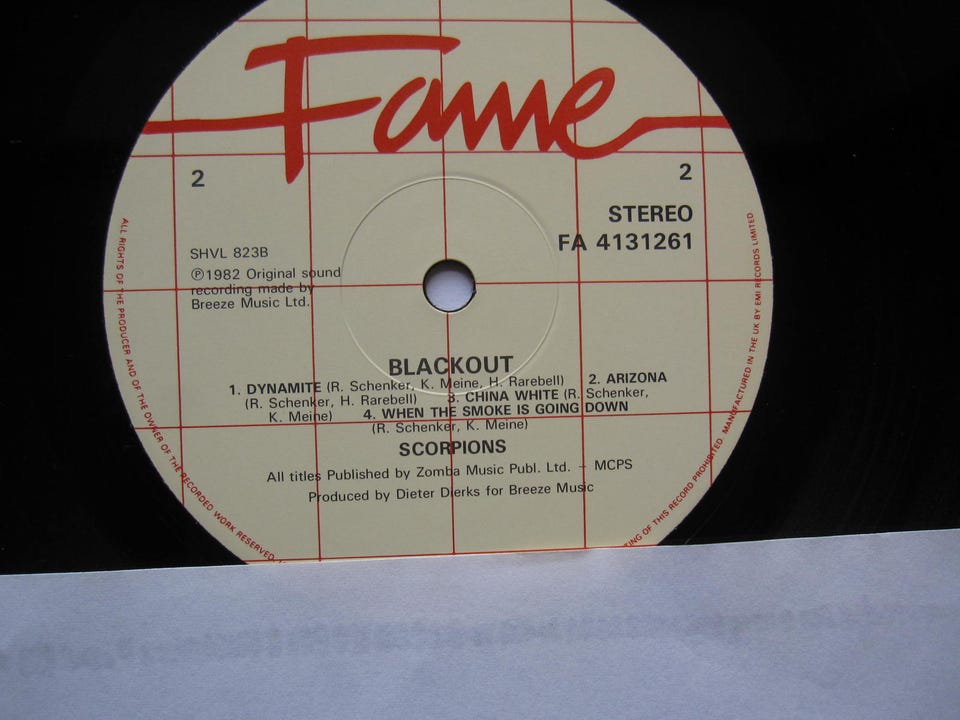 Fame
2
2
STEREO
FA 4131261
SHVL 823B
℗1982 Original sound
recording made by
Breeze Music Ltd.
BLACKOUT
1. DYNAMITE (R. Schenker, K. Meine, H. Rarebell) 2. ARIZONA
(R. Schenker, H. Rarebell) 3. CHINA WHITE (R. Schenker,
K. Meine) 4. WHEN THE SMOKE IS GOING DOWN
(R. Schenker, K. Meine)
SCORPIONS
All titles Published by Zomba Music Publ. Ltd. – MCPS
Produced by Dieter Dierks for Breeze Music
ALL RIGHTS OF THE PRODUCER AND OF THE OWNER OF THE RECORDED WORK RESERVED.
TING OF THIS RECORD PROHIBITED. MANUFACTURED IN THE UK BY EMI RECORDS LIMITED